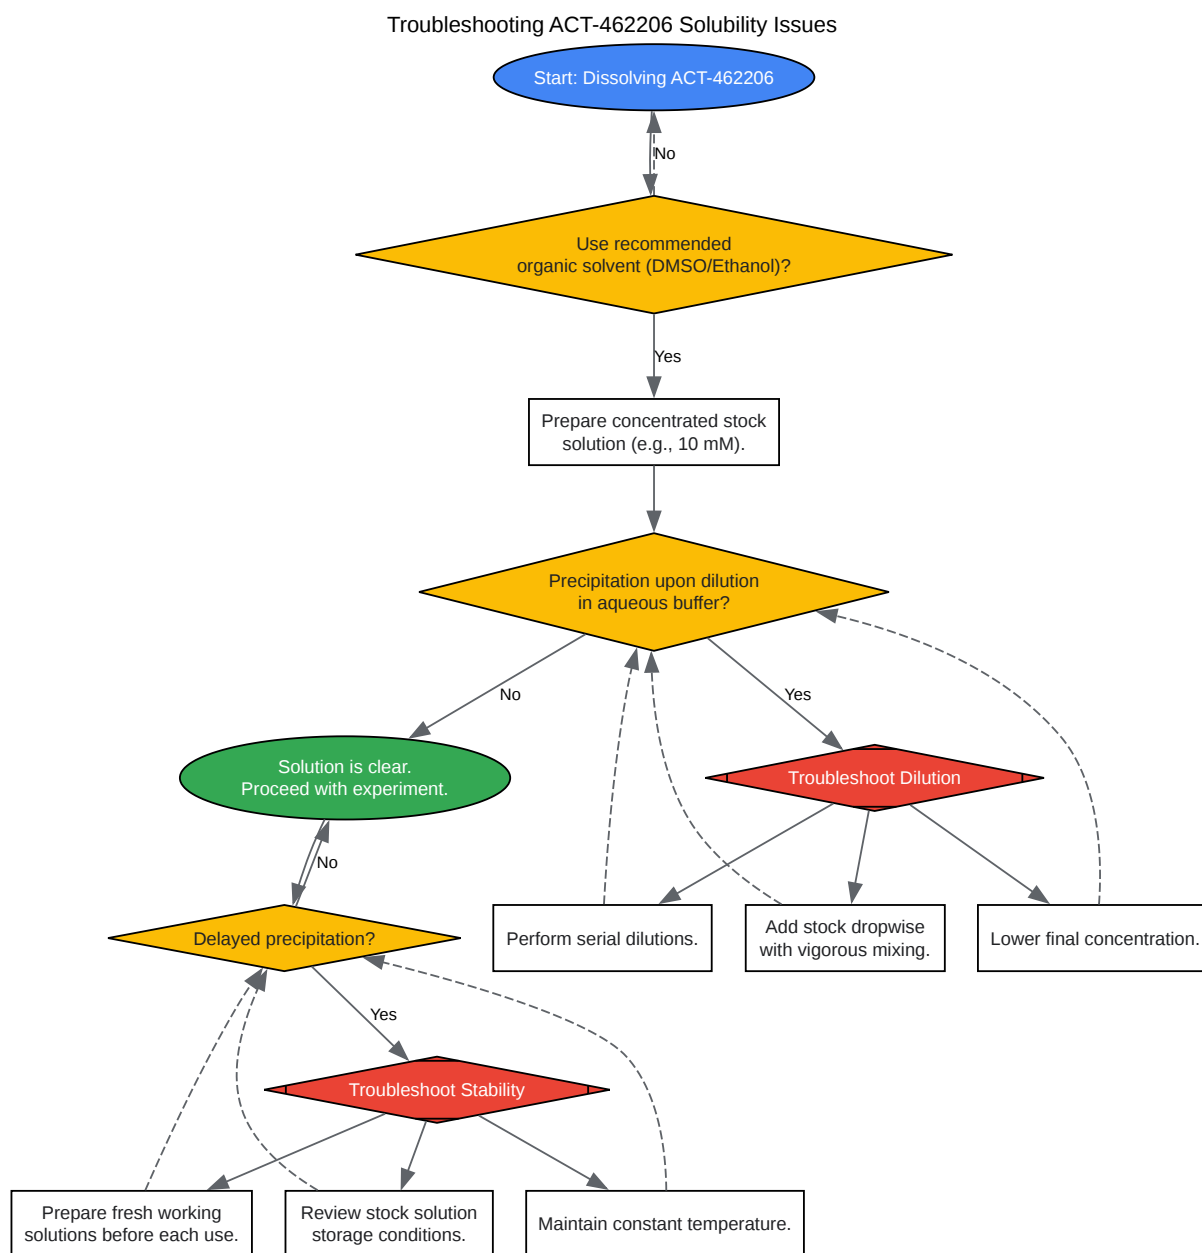 Troubleshooting ACT-462206 Solubility Issues
Start: Dissolving ACT-462206
No
Use recommended
organic solvent (DMSO/Ethanol)?
Yes
Prepare concentrated stock
solution (e.g., 10 mM).
Precipitation upon dilution
in aqueous buffer?
No
Yes
Solution is clear.
Proceed with experiment.
Troubleshoot Dilution
No
Delayed precipitation?
Perform serial dilutions.
Add stock dropwise
with vigorous mixing.
Lower final concentration.
Yes
Troubleshoot Stability
Prepare fresh working
solutions before each use.
Review stock solution
storage conditions.
Maintain constant temperature.